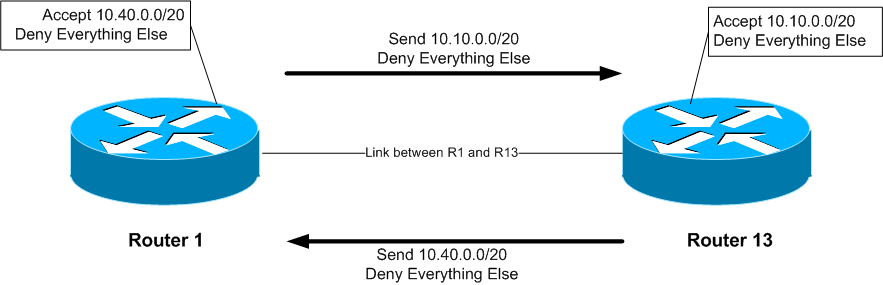 Accept 10.40.0.0/20
Deny Everything Else
Send 10.10.0.0/20
Deny Everything Else
Accept 10.10.0.0/20
Deny Everything Else
Link between R1 and R13
Router 1
Router 13
Send 10.40.0.0/20
Deny Everything Else